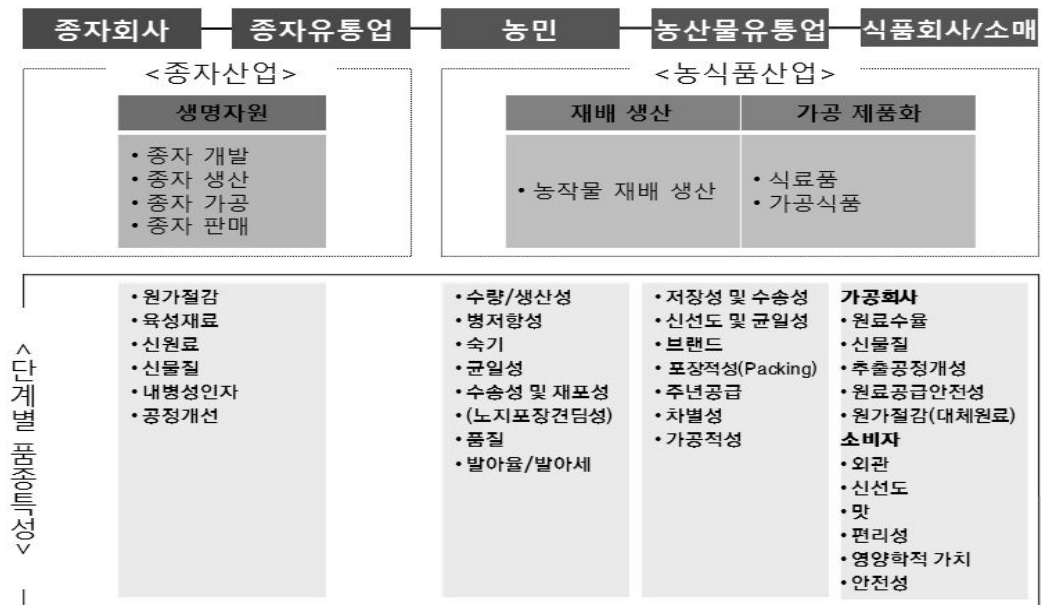 종자회사
종자유통업
농민
농산물유통업
식품회사/소매
<종자산업>
생명자원
• 종자 개발
• 종자 생산
• 종자 가공
• 종자 판매
<농식품산업>
재배 생산
가공 제품화
• 농작물 재배 생산
• 식료품
• 가공식품
<단계별 품종특성>
• 원가절감
• 육성재료
• 신원료
• 신물질
• 내병성인자
• 공정개선
• 수량/생산성
• 병저항성
• 숙기
• 균일성
• 수송성 및 재포성
• (노지포장견딤성)
• 품질
• 발아율/발아세
• 저장성 및 수송성
• 신선도 및 균일성
• 브랜드
• 포장적성(Packing)
• 주년공급
• 차별성
• 가공적성
가공회사
• 원료수율
• 신물질
• 추출공정개성
• 원료공급안전성
• 원가절감(대체원료)
소비자
• 외관
• 신선도
• 맛
• 편리성
• 영양학적 가치
• 안전성